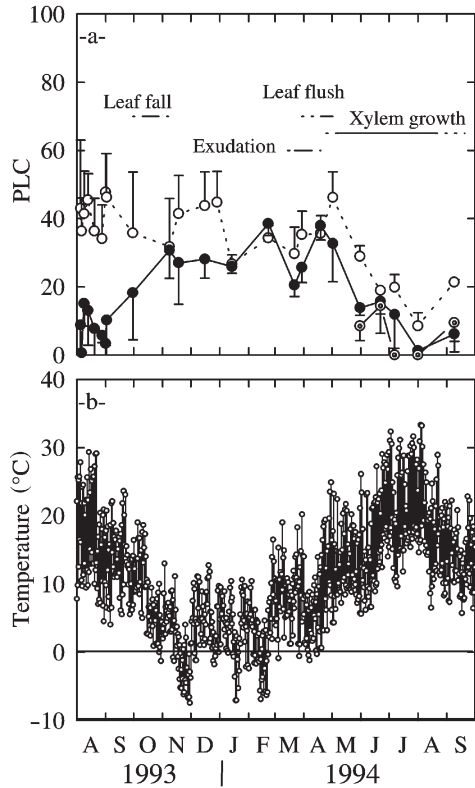 100
-a-
80
Leaf fall
Leaf flush
60
Xylem growth
Exudation
PLC
40
20
0
40
-b-
30
20
Temperature (°C)
10
0
−10
A S O N D J F M A M J J A S
1993 1994